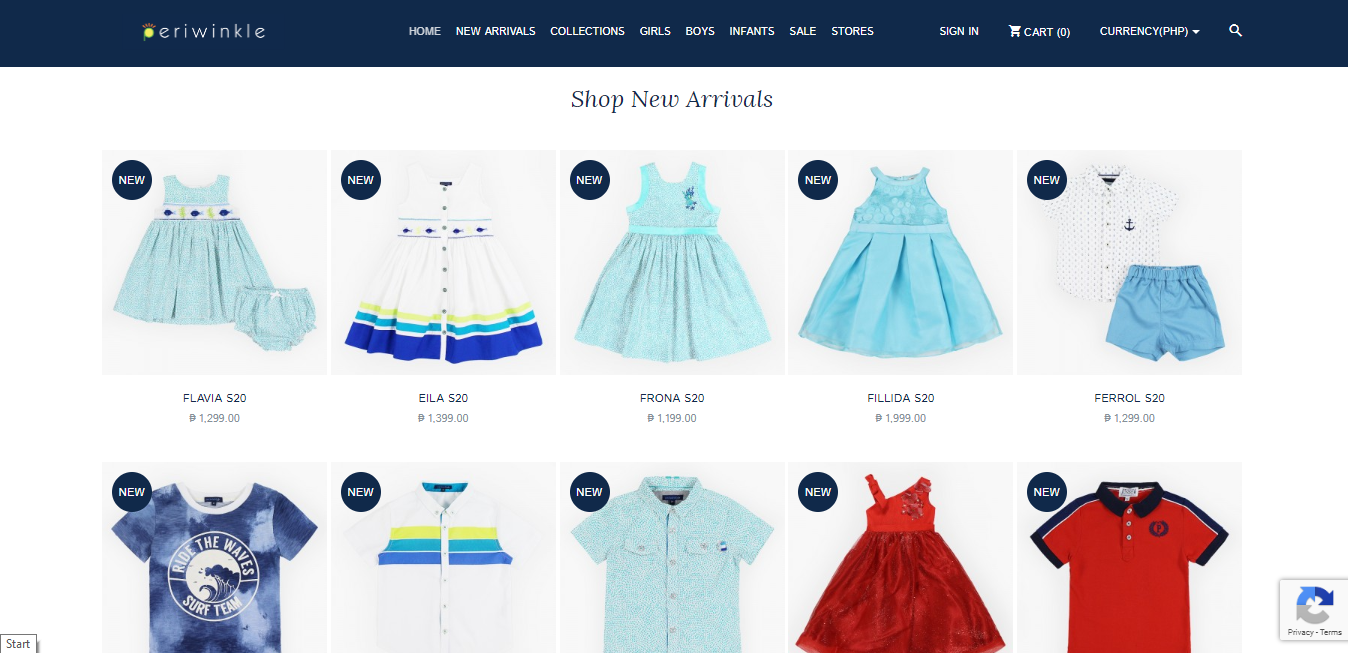 periwinkle
HOME NEW ARRIVALS COLLECTIONS GIRLS BOYS INFANTS SALE STORES
SIGN IN CART (0) CURRENCY(PHP)
Shop New Arrivals
NEW NEW NEW NEW NEW
FLAVIA S20 EILA S20 FRONA S20 FILLIDA S20 FERROL S20
₱ 1,299.00 ₱ 1,399.00 ₱ 1,199.00 ₱ 1,999.00 ₱ 1,299.00
NEW NEW NEW NEW NEW
RIDE THE WAVES
SURF TEAM
Privacy - Terms
Start